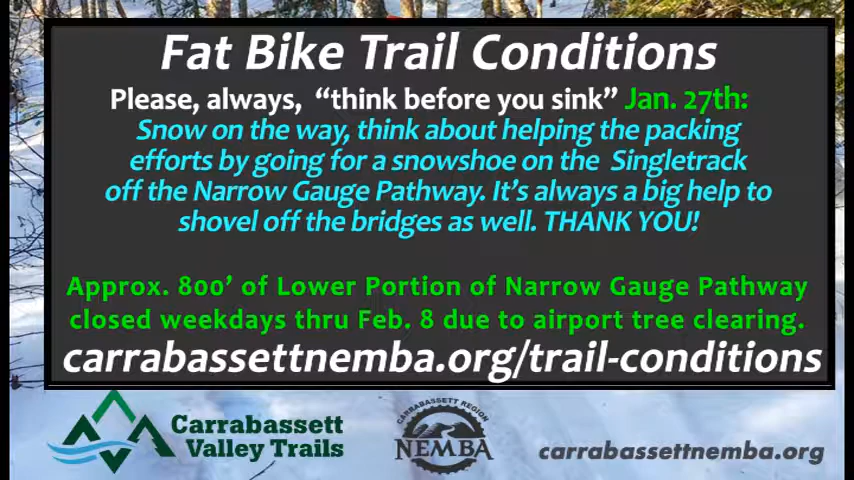 Fat Bike Trail Conditions
Please, always, “think before you sink” Jan. 27th:
Snow on the way, think about helping the packing
efforts by going for a snowshoe on the Singletrack
off the Narrow Gauge Pathway. It’s always a big help to
shovel off the bridges as well. THANK YOU!
Approx. 800’ of Lower Portion of Narrow Gauge Pathway
closed weekdays thru Feb. 8 due to airport tree clearing.
carrabassettnemba.org/trail-conditions
Carrabassett
Valley Trails
CARRABASSETT REGION
NEMBA
carrabassettnemba.org